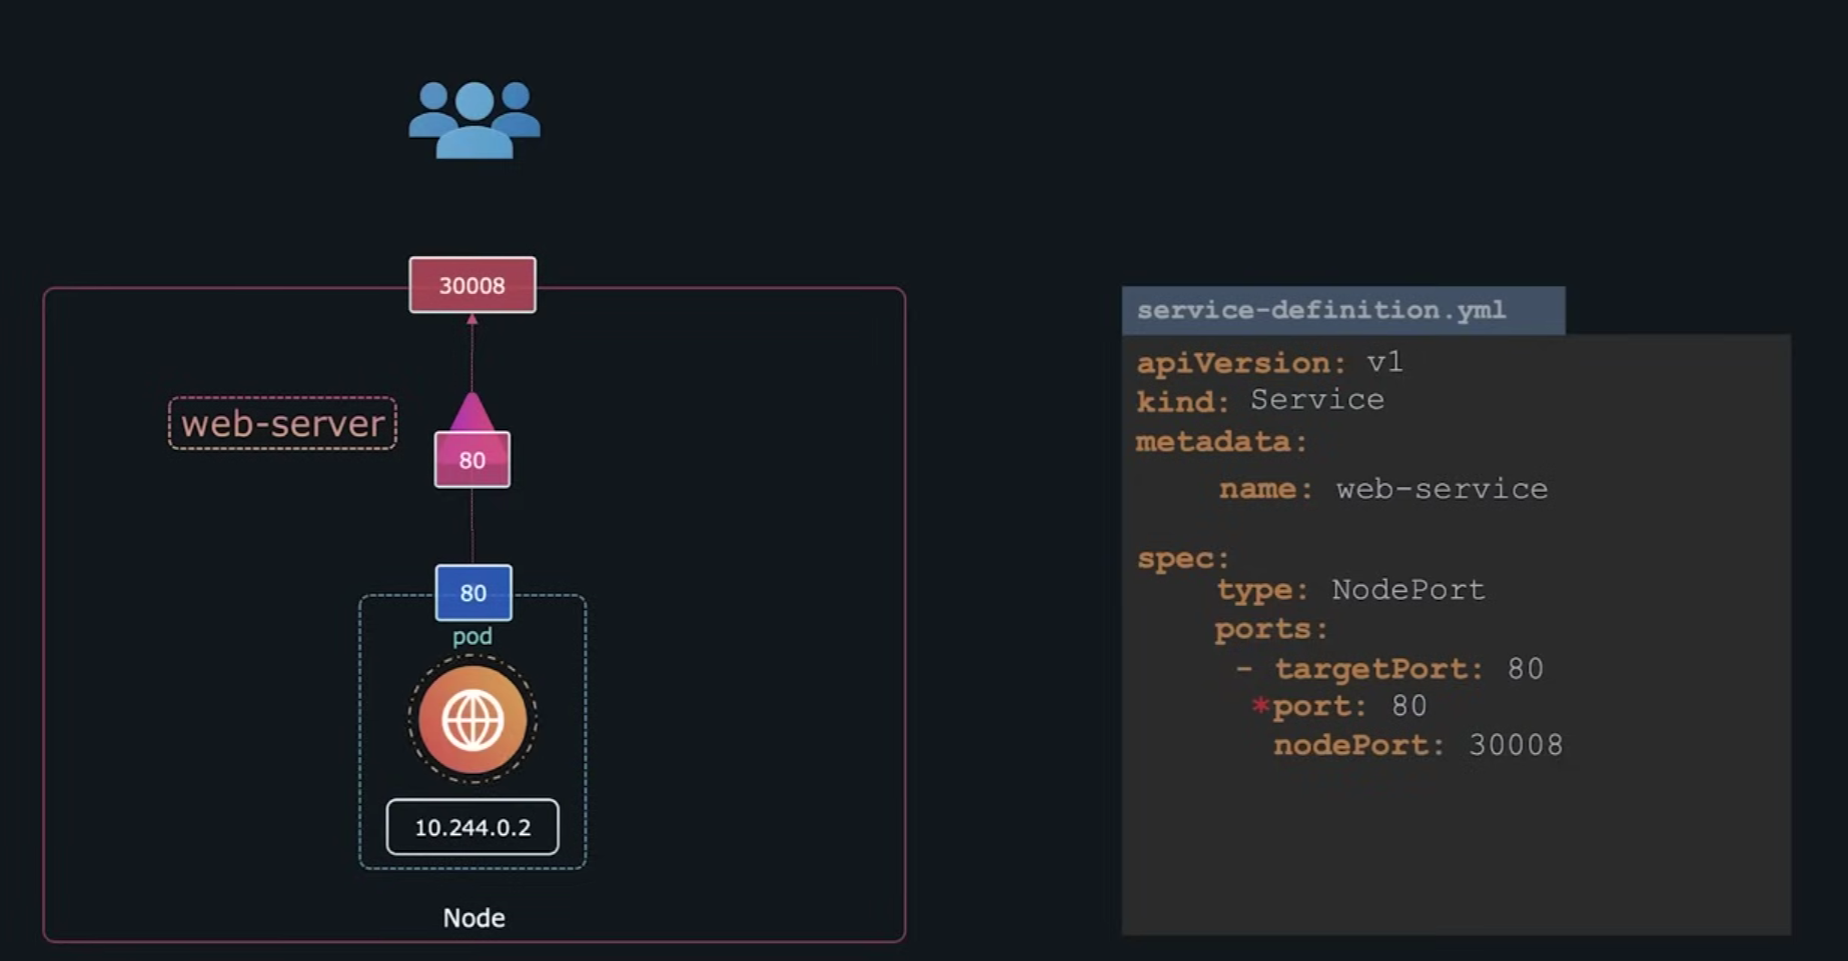 30008
web-server
80
80
pod
10.244.0.2
Node
service-definition.yml
apiVersion: v1
kind: Service
metadata:
name: web-service
spec:
type: NodePort
ports:
- targetPort: 80
*port: 80
nodePort: 30008